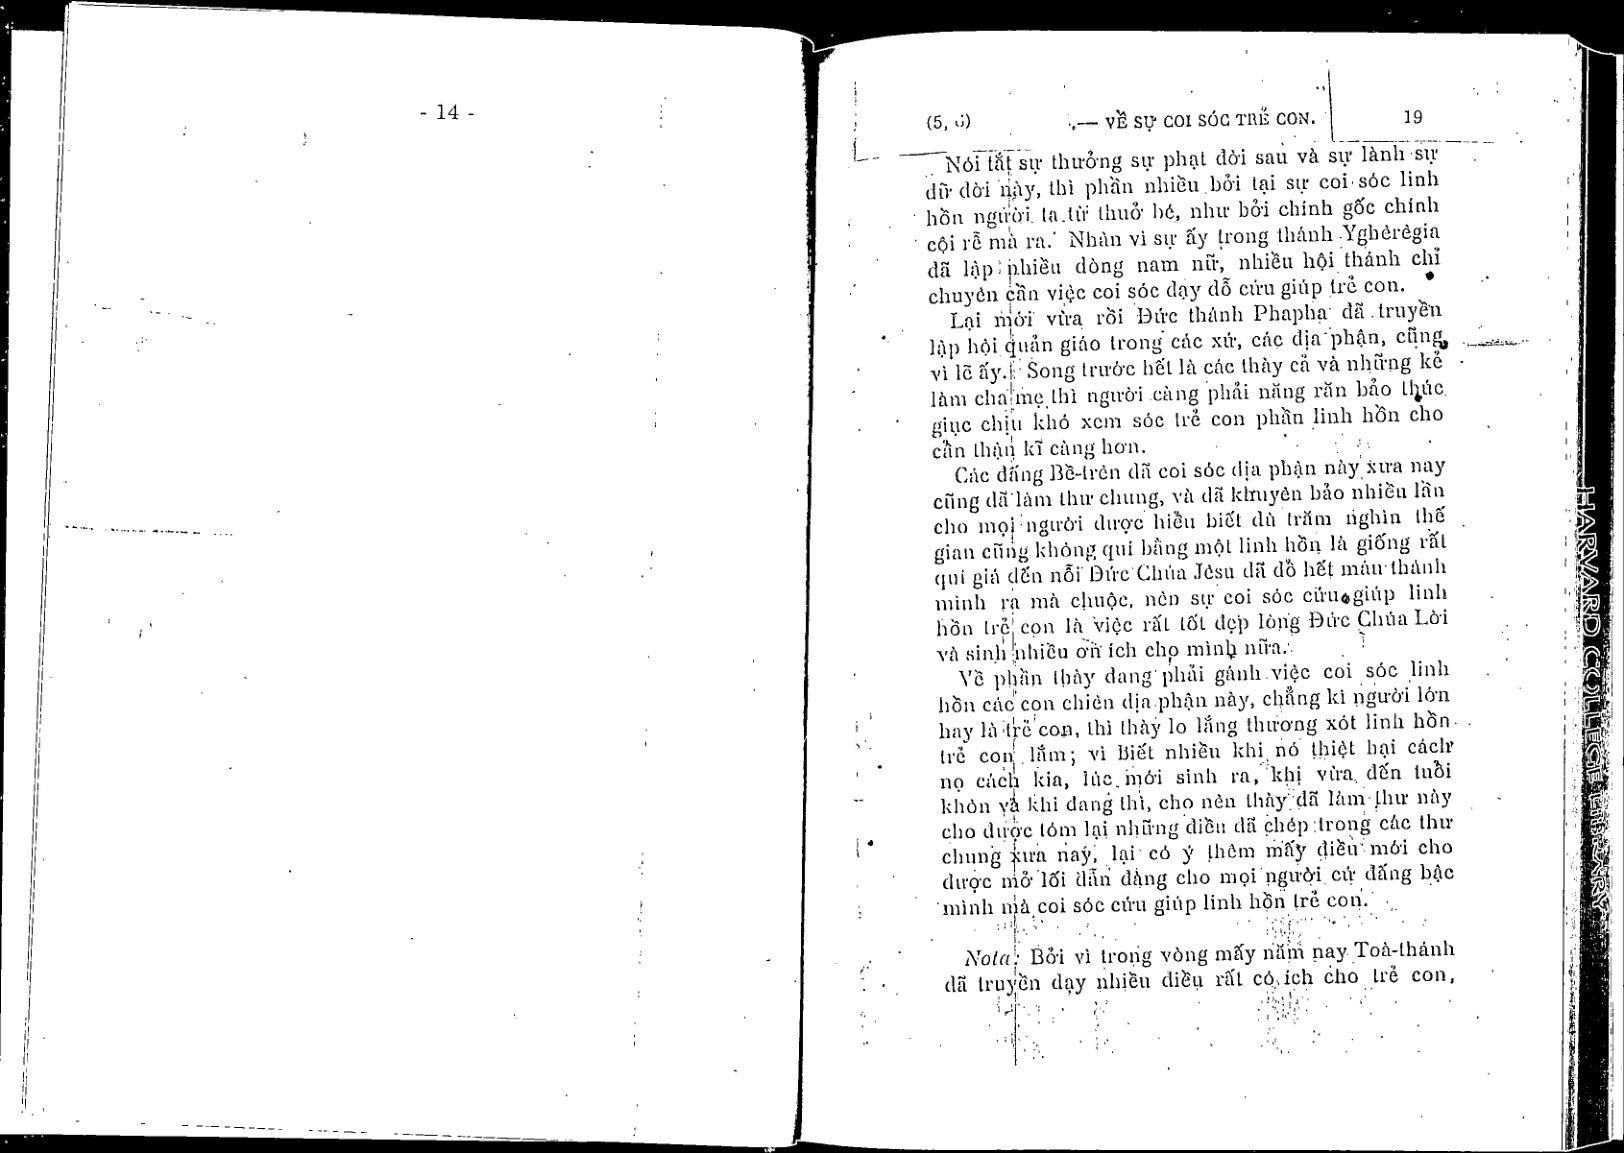 - 14 -
(5, 6) — VỀ SỰ COI SÓC TRẺ CON. 19
Nói tắt sự thưởng sự phạt đời sau và sự lành sự
dữ đời này, thì phần nhiều bởi tại sự coi sóc linh
hồn người ta từ thuở bé, như bởi chính gốc chính
cội rễ mà ra. Nhân vì sự ấy trong thánh Yghêrêgia
đã lập nhiều dòng nam nữ, nhiều hội thánh chỉ
chuyên cần việc coi sóc dạy dỗ cứu giúp trẻ con.
Lại mới vừa rồi Đức thánh Phapha đã truyền
lập hội quản giáo trong các xứ, các địa phận, cũng
vì lẽ ấy. Song trước hết là các thày cả và những kẻ
làm cha mẹ thì người càng phải năng răn bảo thúc
giục chịu khó xem sóc trẻ con phần linh hồn cho
cẩn thận kĩ càng hơn.
Các đấng Bề-trên đã coi sóc địa phận này xưa nay
cũng đã làm thư chung, và đã khuyên bảo nhiều lần
cho mọi người được hiểu biết dù trăm nghìn thế
gian cũng không quí bằng một linh hồn là giống rất
quí giá đến nỗi Đức Chúa Jêsu đã đổ hết máu thánh
mình ra mà chuộc, nên sự coi sóc cứu giúp linh
hồn trẻ con là việc rất tốt đẹp lòng Đức Chúa Lời
và sinh nhiều ơn ích cho mình nữa.
Về phần thày đang phải gánh việc coi sóc linh
hồn các con chiên địa phận này, chẳng kì người lớn
hay là trẻ con, thì thày lo lắng thương xót linh hồn
trẻ con lắm; vì biết nhiều khi nó thiệt hại cách
nọ cách kia, lúc mới sinh ra, khi vừa đến tuổi
khôn và khi đang thì, cho nên thày đã làm thư này
cho được tóm lại những điều đã chép trong các thư
chung xưa nay, lại có ý thêm mấy điều mới cho
được mở lối dẫn đàng cho mọi người cứ đấng bậc
mình mà coi sóc cứu giúp linh hồn trẻ con.
Nota: Bởi vì trong vòng mấy năm nay Toà-thánh
đã truyền dạy nhiều điều rất có ích cho trẻ con,
HARVARD COLLEGE LIBRARY